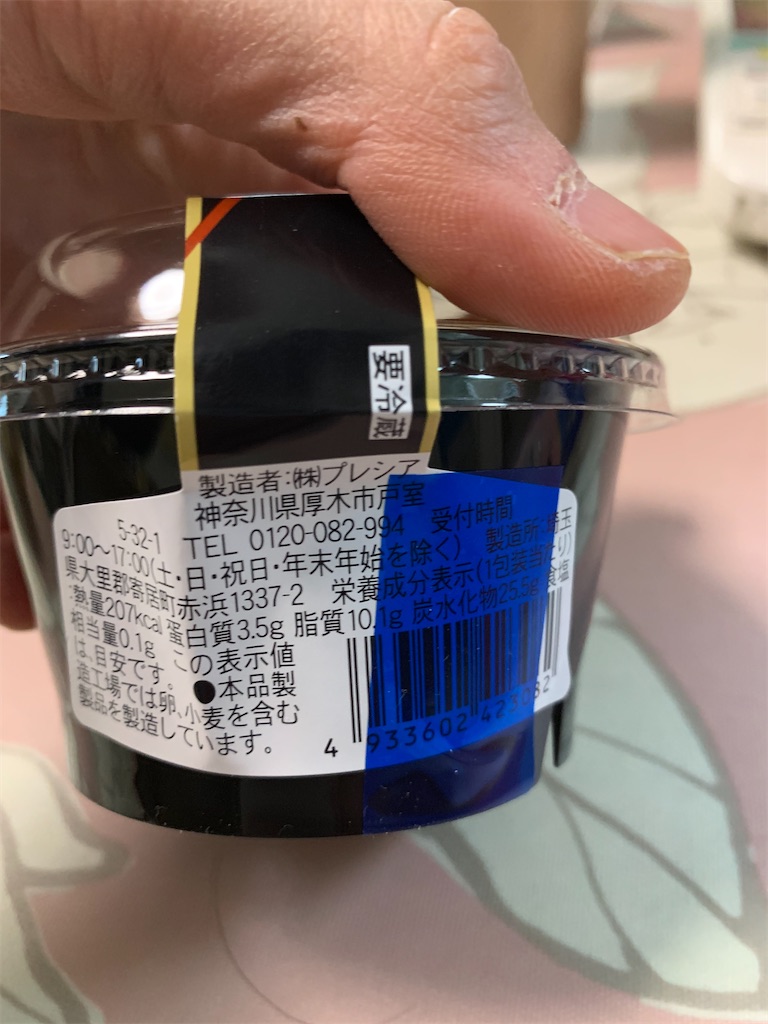 要冷蔵
製造者:㈱プレシア
神奈川県厚木市戸室
5-32-1 TEL 0120-082-994 受付時間
9:00〜17:00(土・日・祝日・年末年始を除く) 製造所:埼玉
県大里郡寄居町赤浜1337-2 栄養成分表示(1包装当たり)
:熱量207kcal 蛋白質3.5g 脂質10.1g 炭水化物25.5g 食塩
相当量0.1g この表示値
は、目安です。 ●本品製
造工場では卵、小麦を含む
製品を製造しています。
4 933602 423082